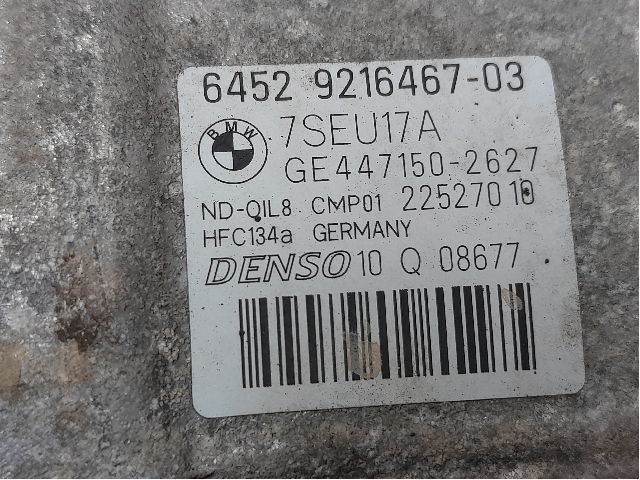 6452 9216467-03
BMW
7SEU17A
GE447150-2627
ND-OIL8 CMP01 22527010
HFC134a GERMANY
DENSO 10 Q 08677